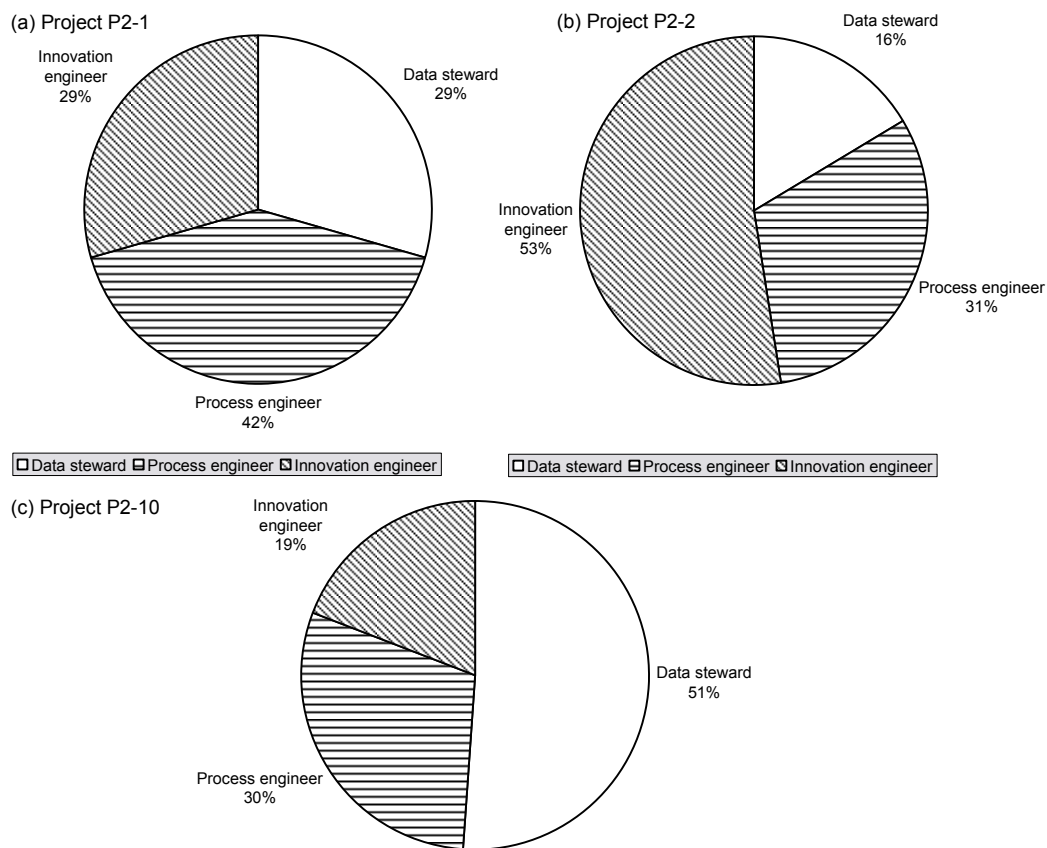 (a) Project P2-1
Innovation
engineer
29%
Data steward
29%
Process engineer
42%
Data steward Process engineer Innovation engineer
(b) Project P2-2
Data steward
16%
Innovation
engineer
53%
Process engineer
31%
Data steward Process engineer Innovation engineer
(c) Project P2-10
Innovation
engineer
19%
Data steward
51%
Process engineer
30%